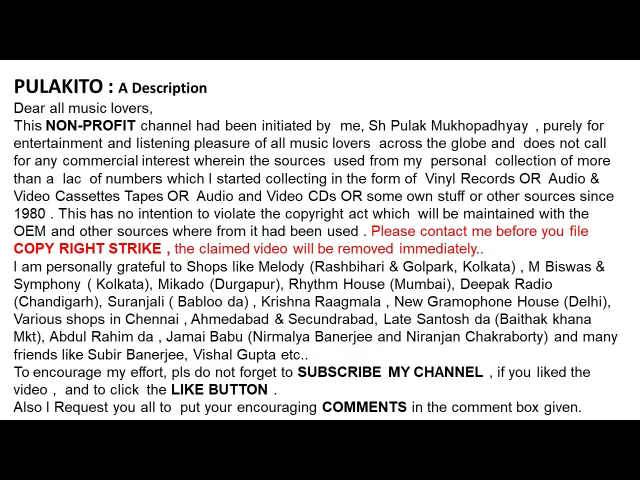 PULAKITO : A Description
Dear all music lovers,
This NON-PROFIT channel had been initiated by me, Sh Pulak Mukhopadhyay , purely for
entertainment and listening pleasure of all music lovers across the globe and does not call
for any commercial interest wherein the sources used from my personal collection of more
than a lac of numbers which I started collecting in the form of Vinyl Records OR Audio &
Video Cassettes Tapes OR Audio and Video CDs OR some own stuff or other sources since
1980 . This has no intention to violate the copyright act which will be maintained with the
OEM and other sources where from it had been used . Please contact me before you file
COPY RIGHT STRIKE , the claimed video will be removed immediately..
I am personally grateful to Shops like Melody (Rashbihari & Golpark, Kolkata) , M Biswas &
Symphony ( Kolkata), Mikado (Durgapur), Rhythm House (Mumbai), Deepak Radio
(Chandigarh), Suranjali ( Babloo da) , Krishna Raagmala , New Gramophone House (Delhi),
Various shops in Chennai , Ahmedabad & Secundrabad, Late Santosh da (Baithak khana
Mkt), Abdul Rahim da , Jamai Babu (Nirmalya Banerjee and Niranjan Chakraborty) and many
friends like Subir Banerjee, Vishal Gupta etc..
To encourage my effort, pls do not forget to SUBSCRIBE MY CHANNEL , if you liked the
video , and to click the LIKE BUTTON .
Also I Request you all to put your encouraging COMMENTS in the comment box given.